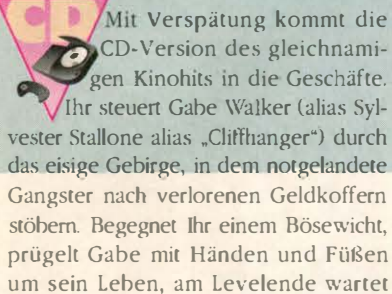 CD
Mit Verspätung kommt die
CD-Version des gleichnami-
gen Kinohits in die Geschäfte.
Ihr steuert Gabe Walker (alias Syl-
vester Stallone alias „Cliffhanger“) durch
das eisige Gebirge, in dem notgelandete
Gangster nach verlorenen Geldkoffern
stöbern. Begegnet Ihr einem Bösewicht,
prügelt Gabe mit Händen und Füßen
um sein Leben, am Levelende wartet